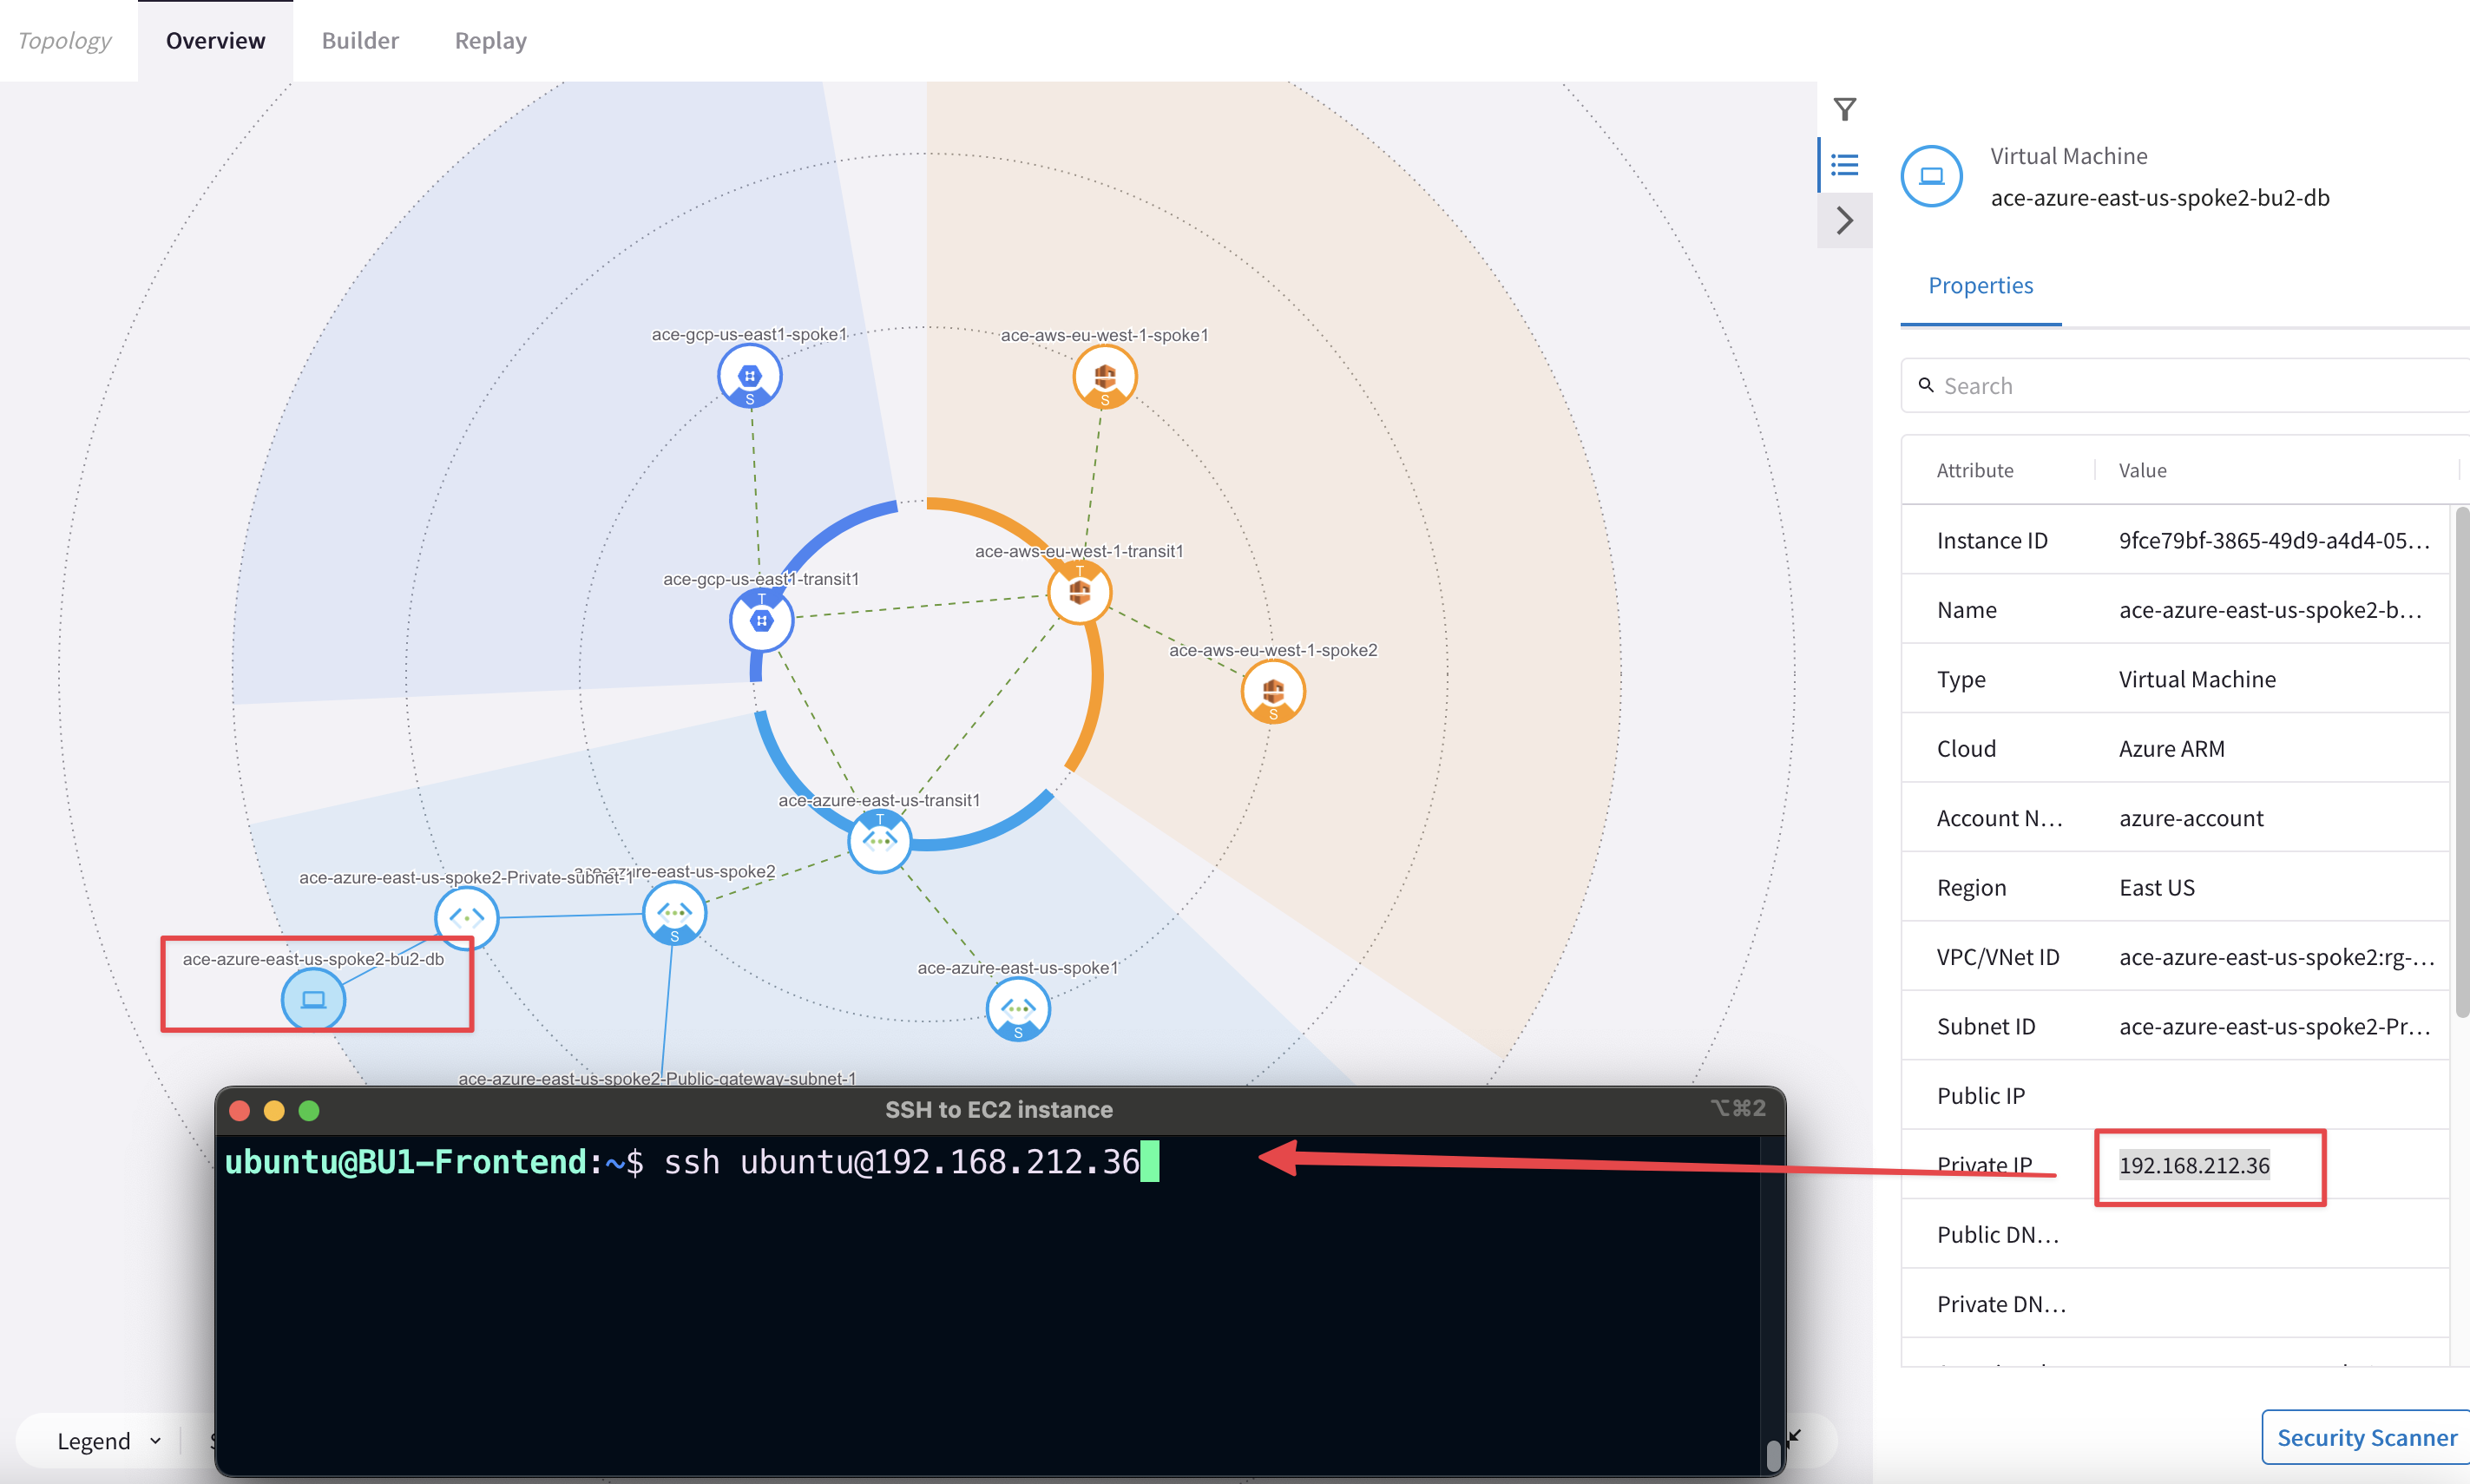 Topology
Overview
Builder
Replay
ace-gcp-us-east1-spoke1
S
ace-aws-eu-west-1-spoke1
S
ace-aws-eu-west-1-transit1
T
ace-gcp-us-east1-transit1
T
ace-aws-eu-west-1-spoke2
S
ace-azure-east-us-transit1
T
ace-azure-east-us-spoke2-Private-subnet-1
ace-azure-east-us-spoke2
S
ace-azure-east-us-spoke2-bu2-db
ace-azure-east-us-spoke1
S
ace-azure-east-us-spoke2-Public-gateway-subnet-1
SSH to EC2 instance
⌥⌘2
ubuntu@BU1-Frontend:~$ ssh ubuntu@192.168.212.36
Legend
Virtual Machine
ace-azure-east-us-spoke2-bu2-db
Properties
Search
Attribute Value
Instance ID 9fce79bf-3865-49d9-a4d4-05...
Name ace-azure-east-us-spoke2-b...
Type Virtual Machine
Cloud Azure ARM
Account N... azure-account
Region East US
VPC/VNet ID ace-azure-east-us-spoke2:rg-...
Subnet ID ace-azure-east-us-spoke2-Pr...
Public IP
Private IP 192.168.212.36
Public DN...
Private DN...
Security Scanner